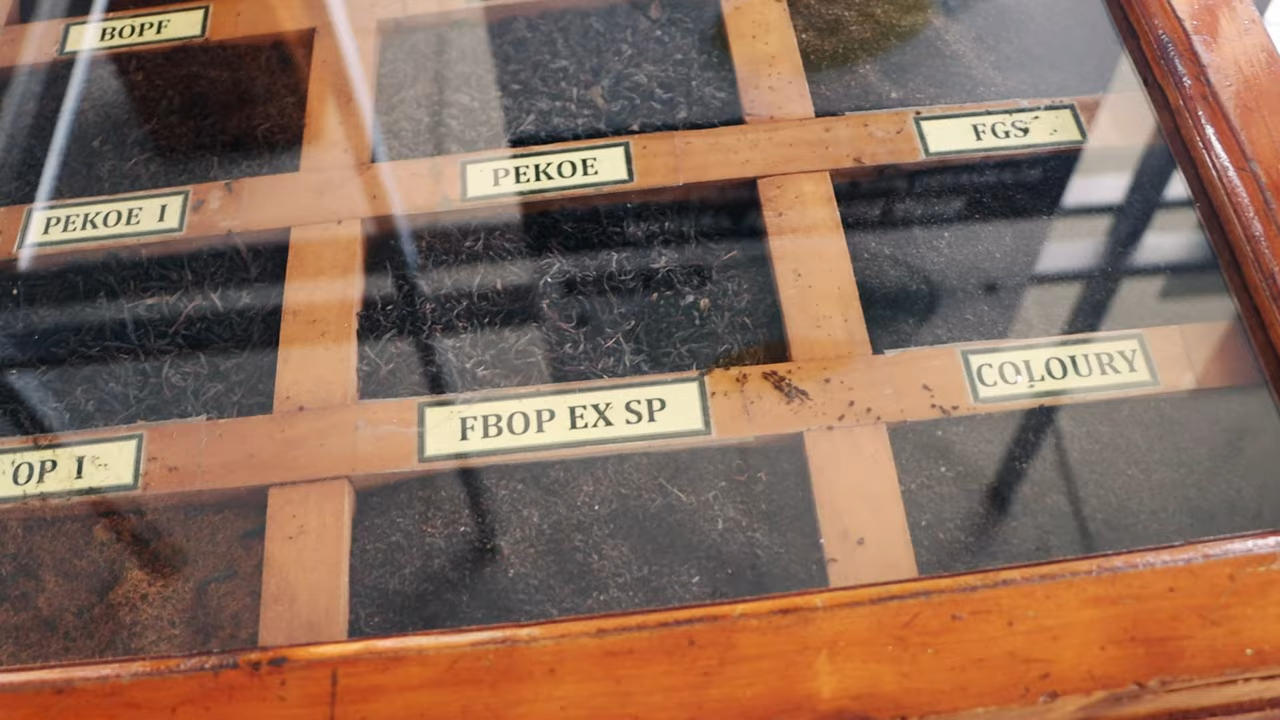 BOPF
PEKOE I
PEKOE
FGS
OP I
FBOP EX SP
COLOURY